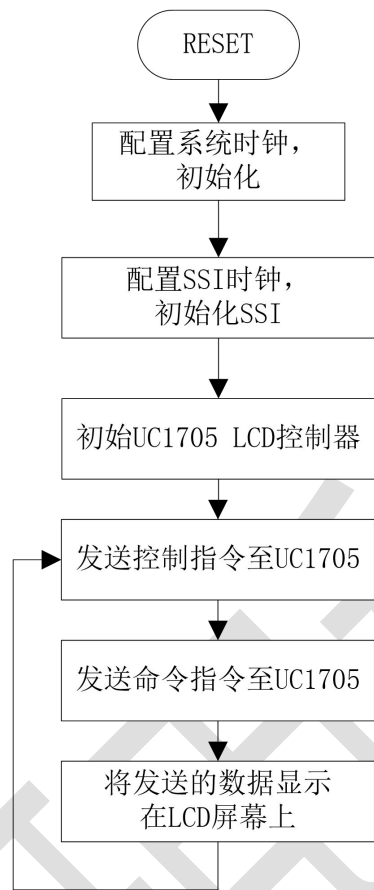 RESET
配置系统时钟，
初始化
配置SSI时钟，
初始化SSI
初始UC1705 LCD控制器
发送控制指令至UC1705
发送命令指令至UC1705
将发送的数据显示
在LCD屏幕上